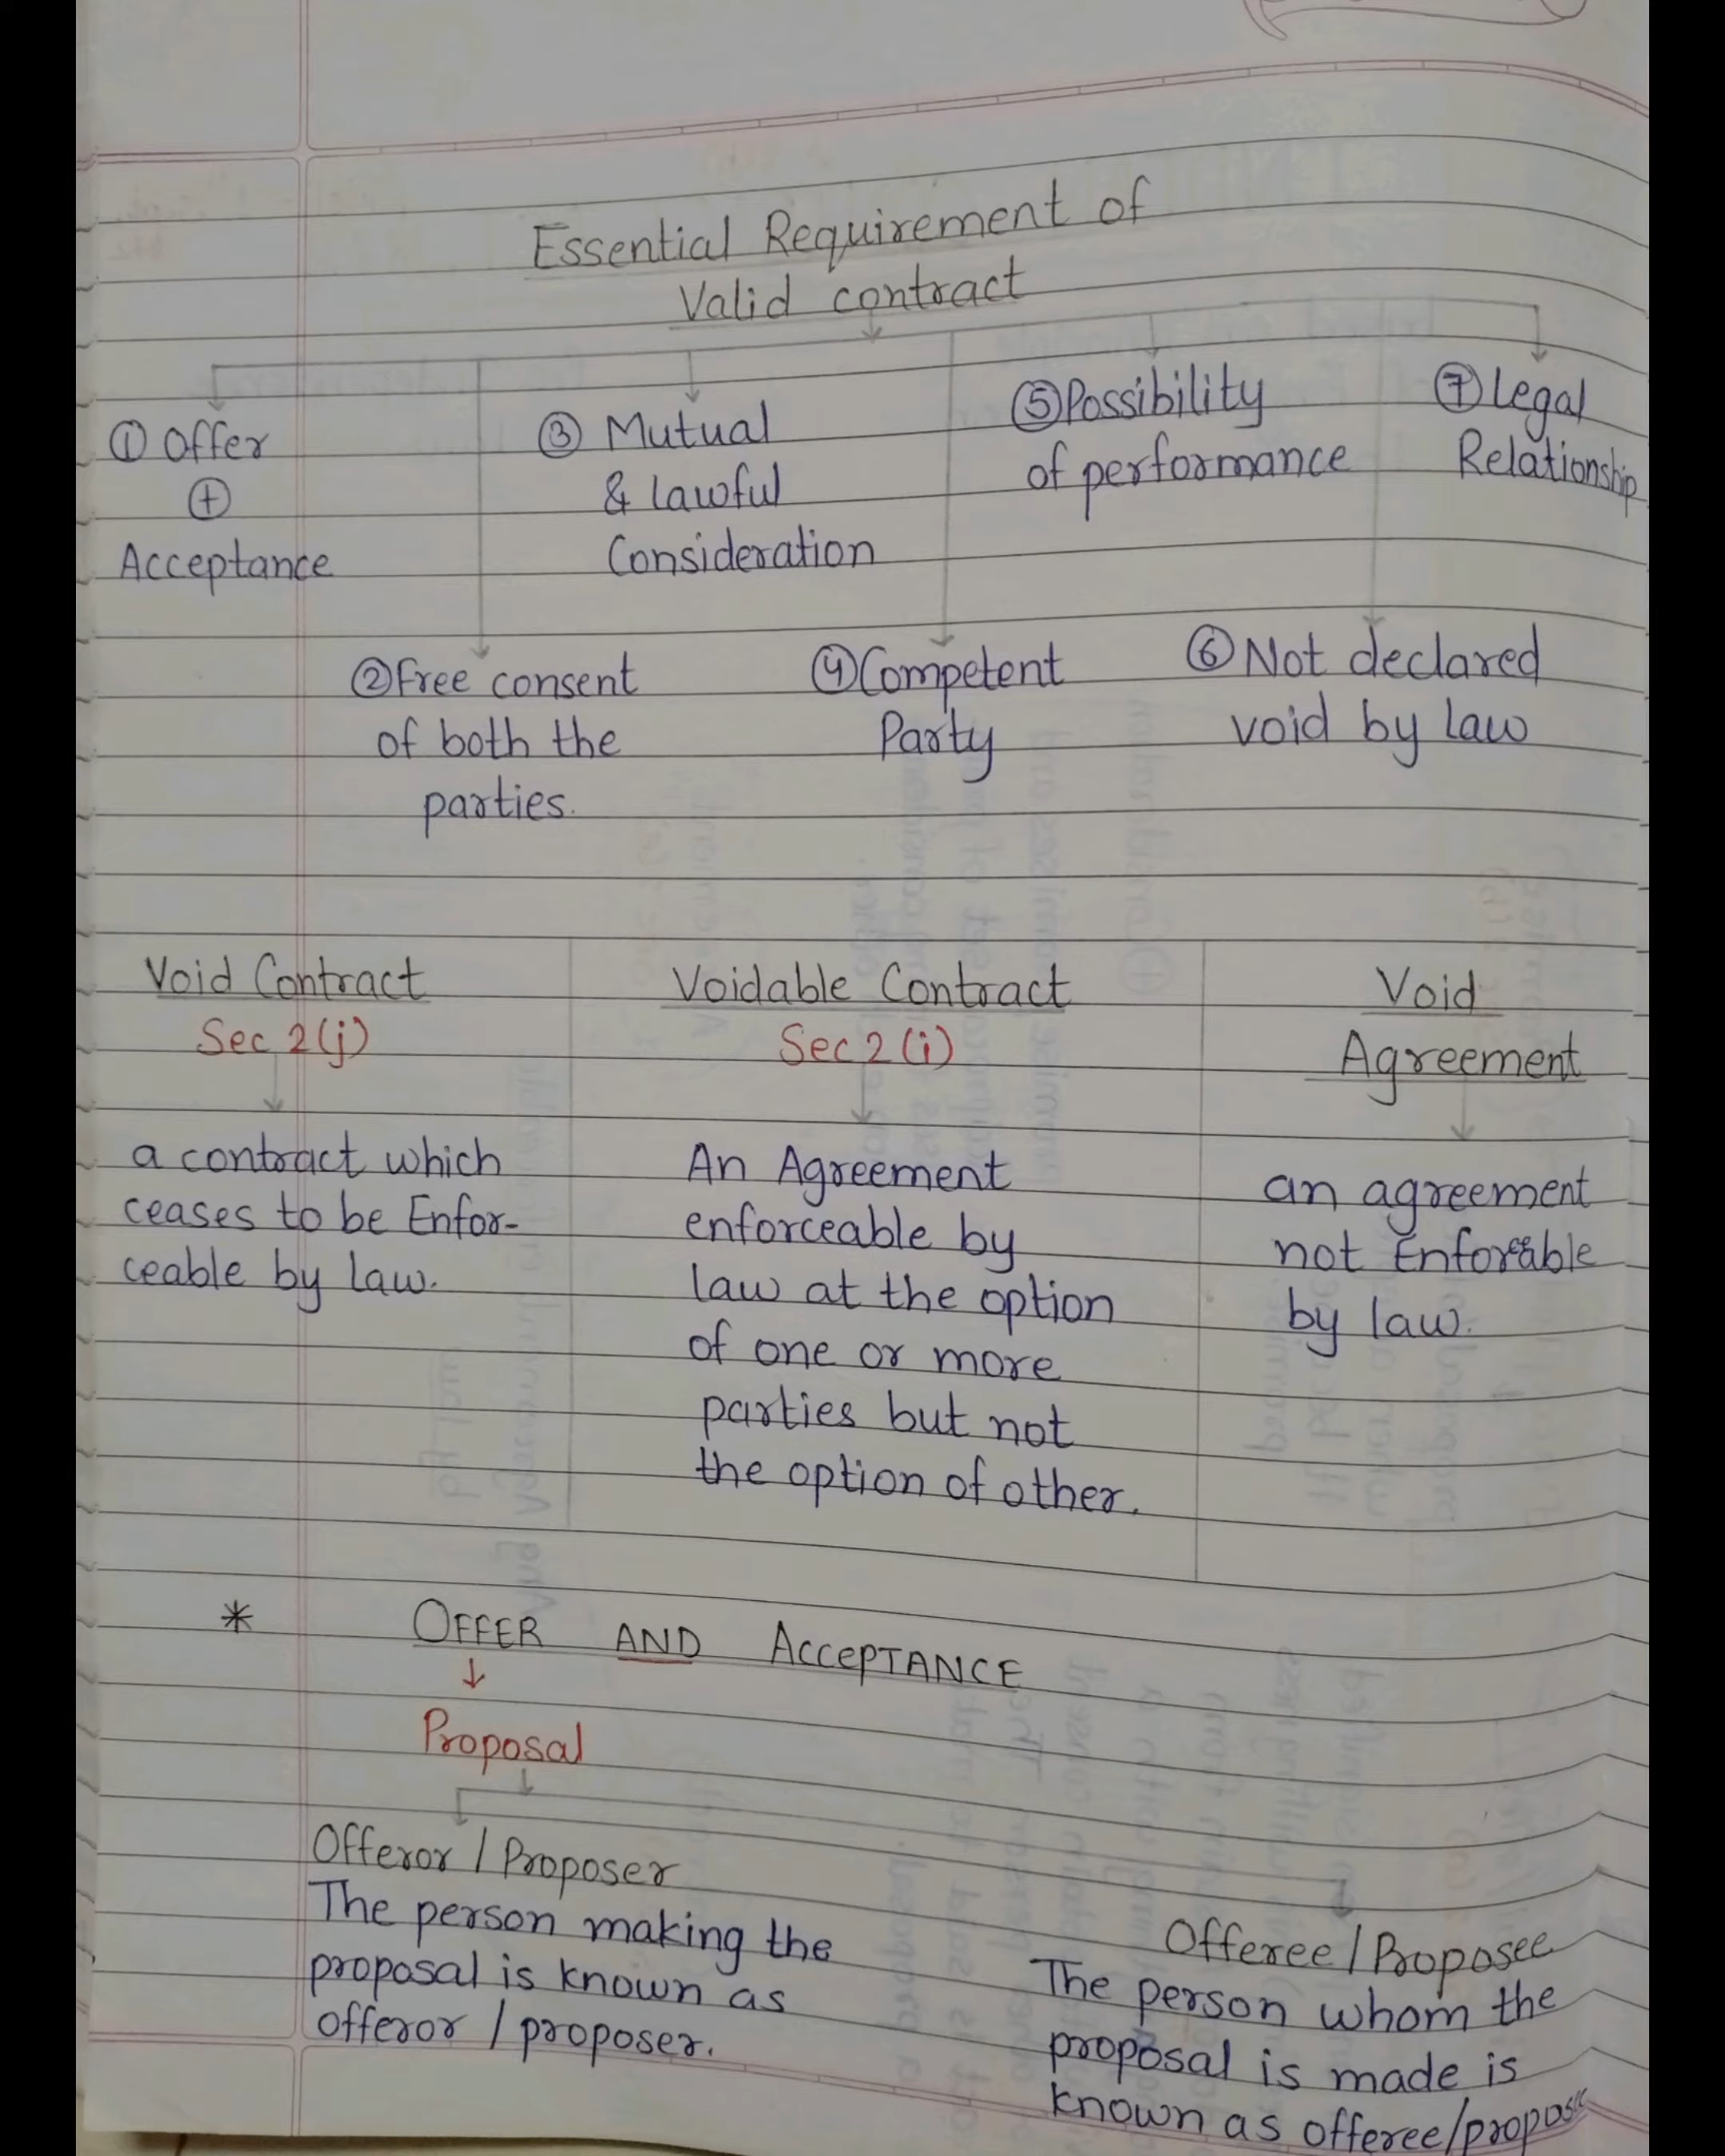 Essential Requirement of
Valid contract
① Offer
⊕
Acceptance
② Free consent
of both the
parties.
③ Mutual
& lawful
Consideration
④ Competent
Party
⑤ Possibility
of performance
⑥ Not declared
void by law
⑦ Legal
Relationship
Void Contract
Sec 2(j)
a contract which
ceases to be Enfor-
ceable by law.
Voidable Contract
Sec 2(i)
An Agreement
enforceable by
law at the option
of one or more
parties but not
the option of other.
Void
Agreement
an agreement
not Enforeable
by law.
* OFFER AND AccePTANCE
Proposal
Offeror / Proposer
The person making the
proposal is known as
offeror / proposer.
Offeree / Proposee
The person whom the
proposal is made is
known as offeree/proposee